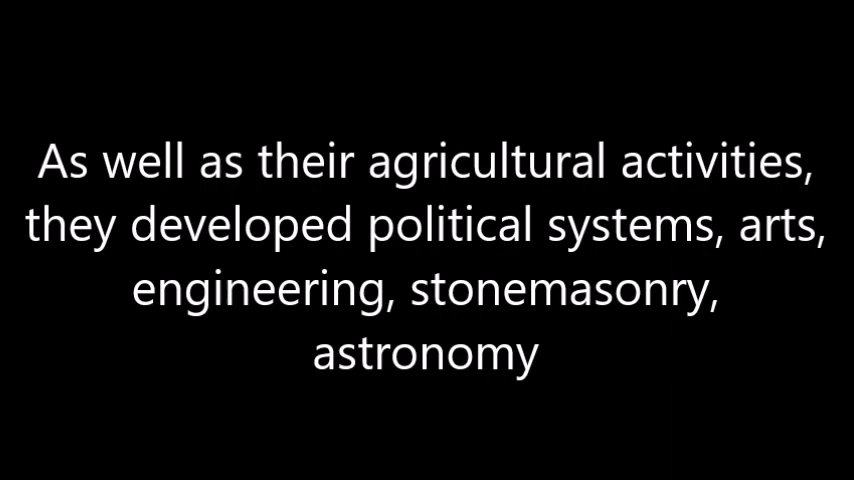 As well as their agricultural activities,
they developed political systems, arts,
engineering, stonemasonry,
astronomy